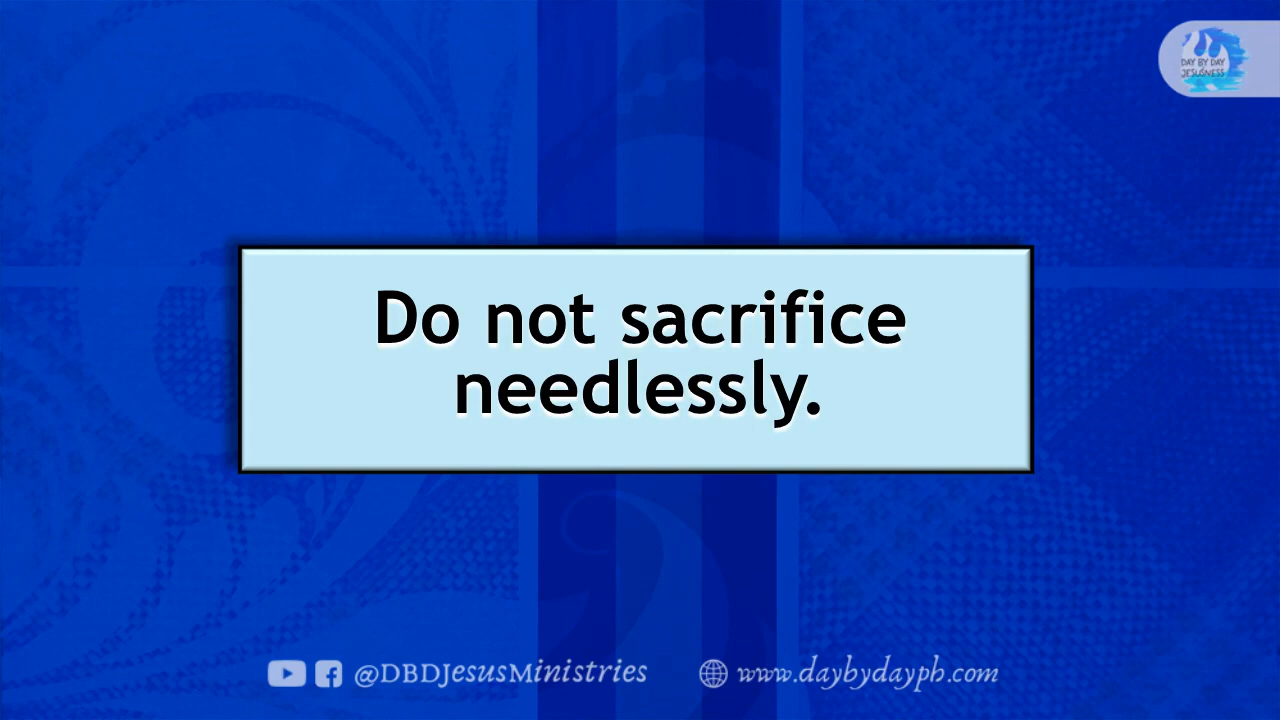 DAY BY DAY
JESUSNESS
Do not sacrifice
needlessly.
@DBDJesusMinistries
www.daybydayph.com